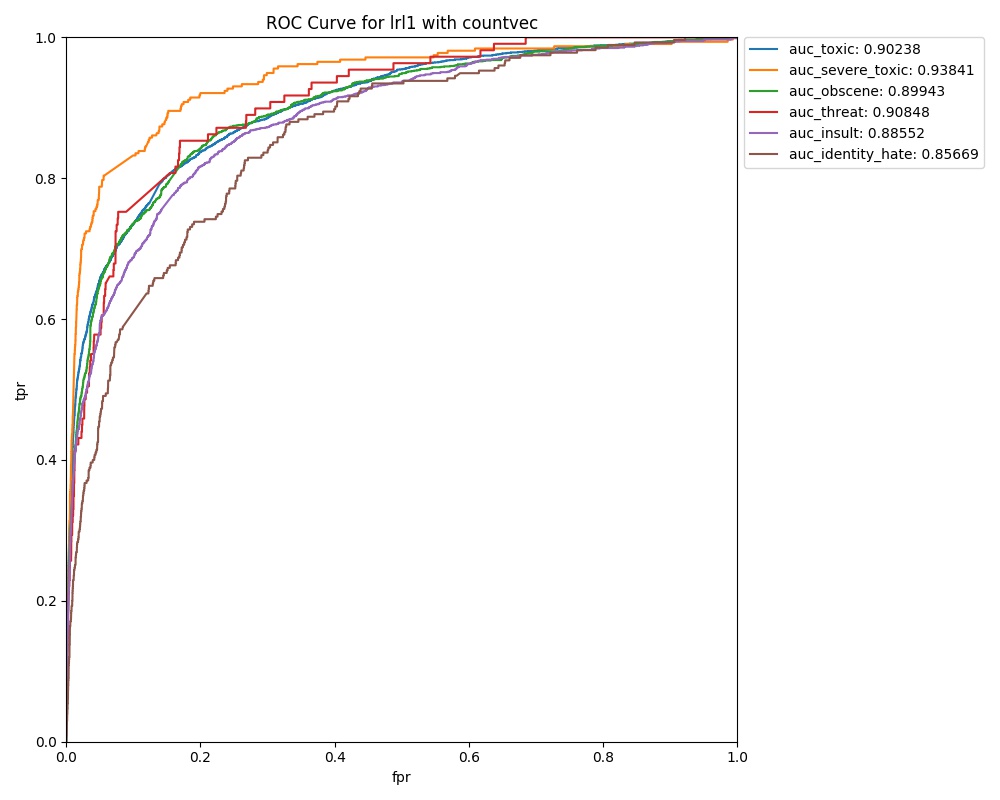 ROC Curve for lrl1 with countvec
auc_toxic: 0.90238
auc_severe_toxic: 0.93841
auc_obscene: 0.89943
auc_threat: 0.90848
auc_insult: 0.88552
auc_identity_hate: 0.85669
tpr
1.0
0.8
0.6
0.4
0.2
0.0
0.0 0.2 0.4 0.6 0.8 1.0
fpr